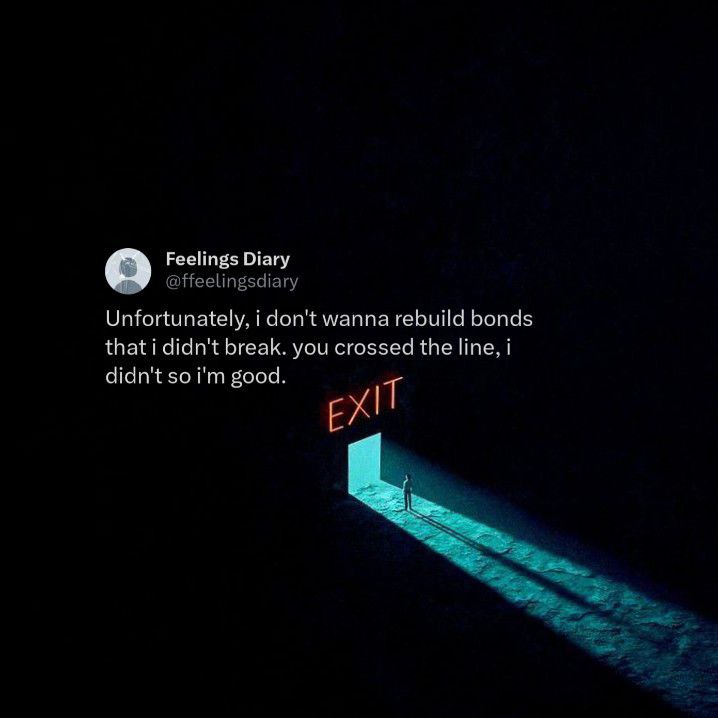 Feelings Diary
@ffeelingsdiary
Unfortunately, i don't wanna rebuild bonds
that i didn't break. you crossed the line, i
didn't so i'm good.
EXIT